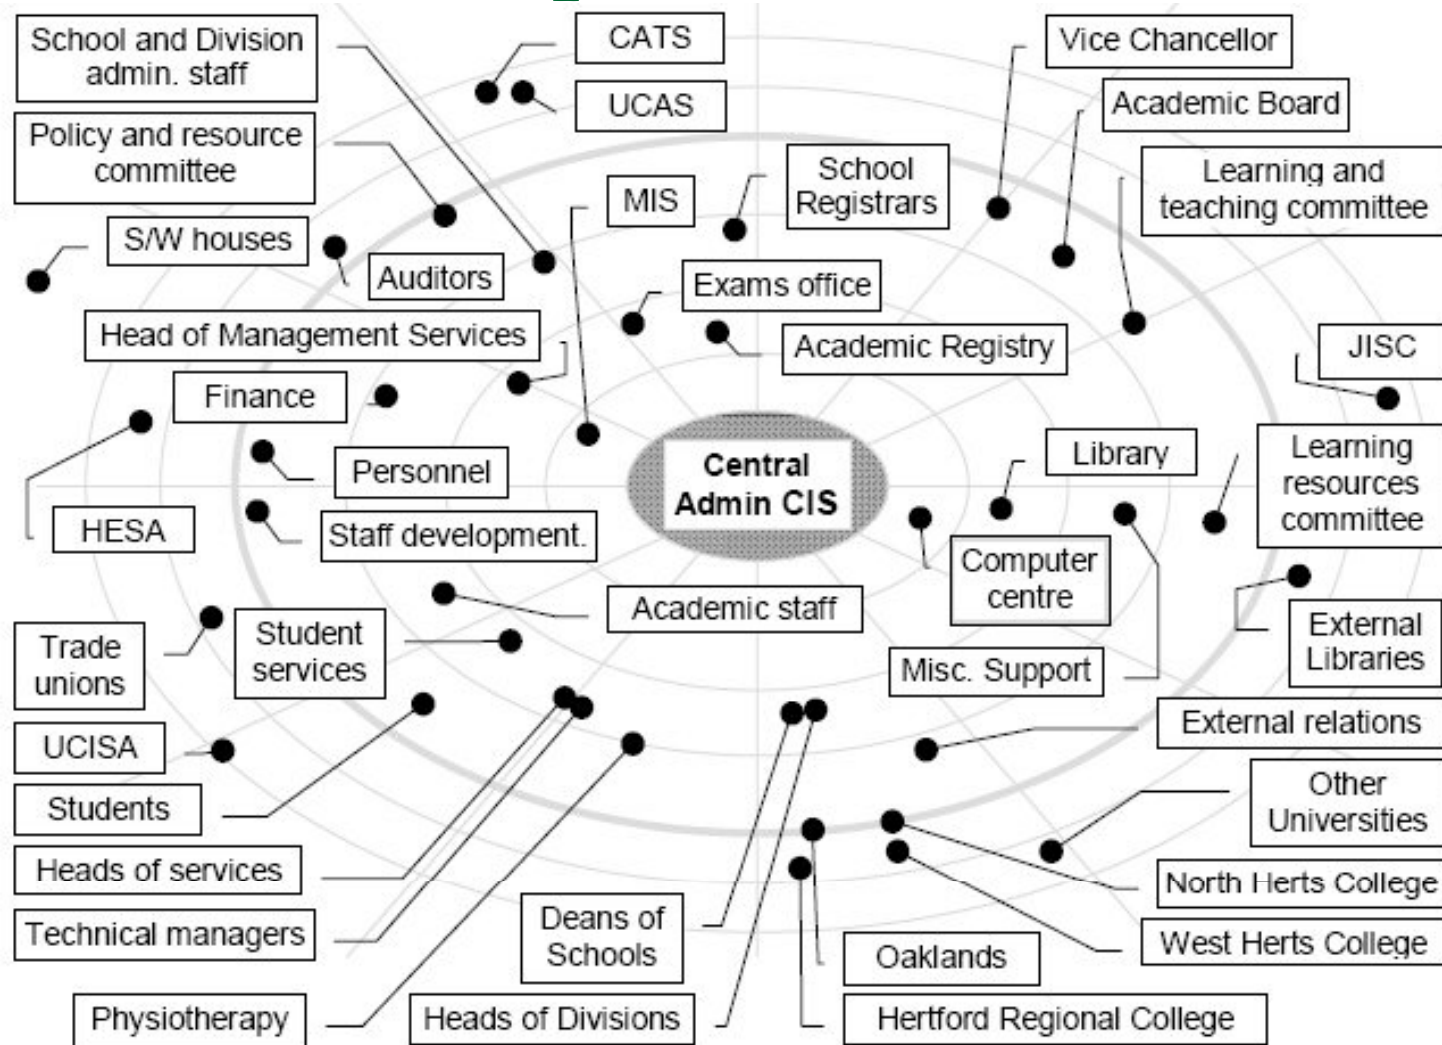 School and Division
admin. staff
CATS
Vice Chancellor
UCAS
Academic Board
Policy and resource
committee
School
Registrars
Learning and
teaching committee
MIS
S/W houses
Auditors
Exams office
Head of Management Services
Academic Registry
JISC
Finance
Library
Learning
resources
committee
Personnel
Central
Admin CIS
HESA
Staff development.
Computer
centre
Academic staff
Student
services
External
Libraries
Trade
unions
Misc. Support
External relations
UCISA
Students
Other
Universities
Heads of services
North Herts College
Technical managers
Deans of
Schools
West Herts College
Oaklands
Physiotherapy
Heads of Divisions
Hertford Regional College